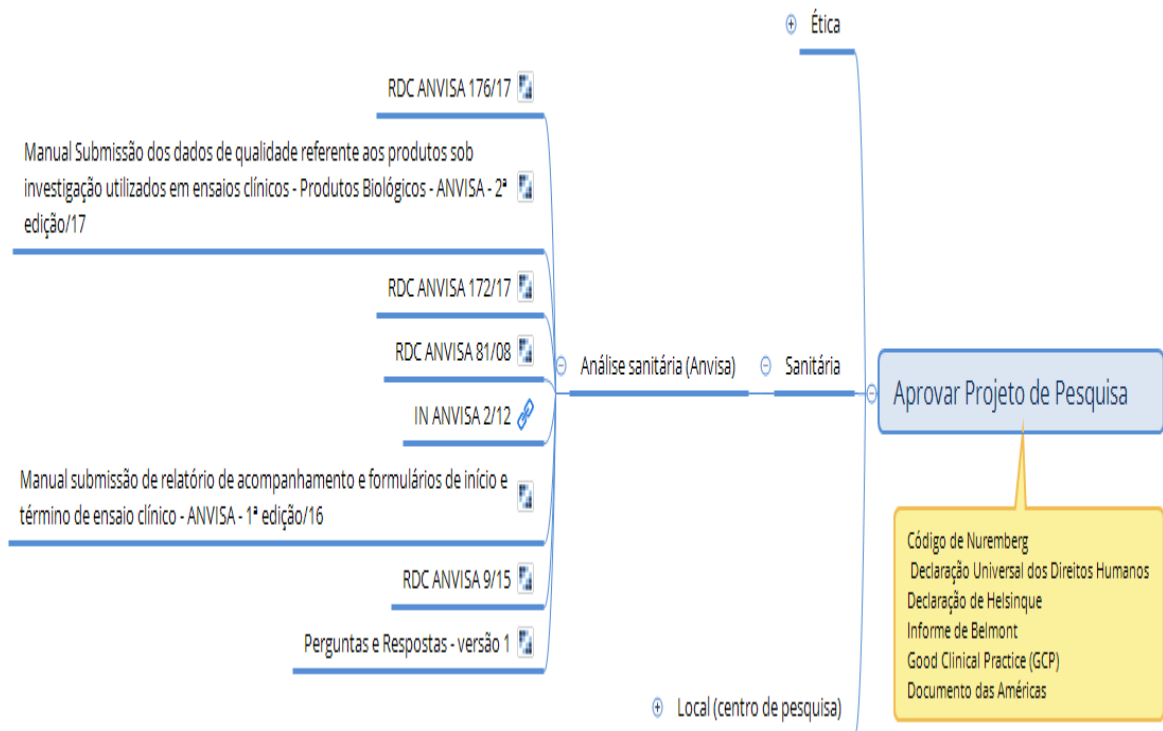 Ética
RDC ANVISA 176/17
Manual Submissão dos dados de qualidade referente aos produtos sob
investigação utilizados em ensaios clínicos - Produtos Biológicos - ANVISA - 2ª
edição/17
RDC ANVISA 172/17
RDC ANVISA 81/08
Análise sanitária (Anvisa)
Sanitária
Aprovar Projeto de Pesquisa
IN ANVISA 2/12
Manual submissão de relatório de acompanhamento e formulários de início e
término de ensaio clínico - ANVISA - 1ª edição/16
RDC ANVISA 9/15
Perguntas e Respostas - versão 1
Código de Nuremberg
Declaração Universal dos Direitos Humanos
Declaração de Helsinque
Informe de Belmont
Good Clinical Practice (GCP)
Documento das Américas
Local (centro de pesquisa)